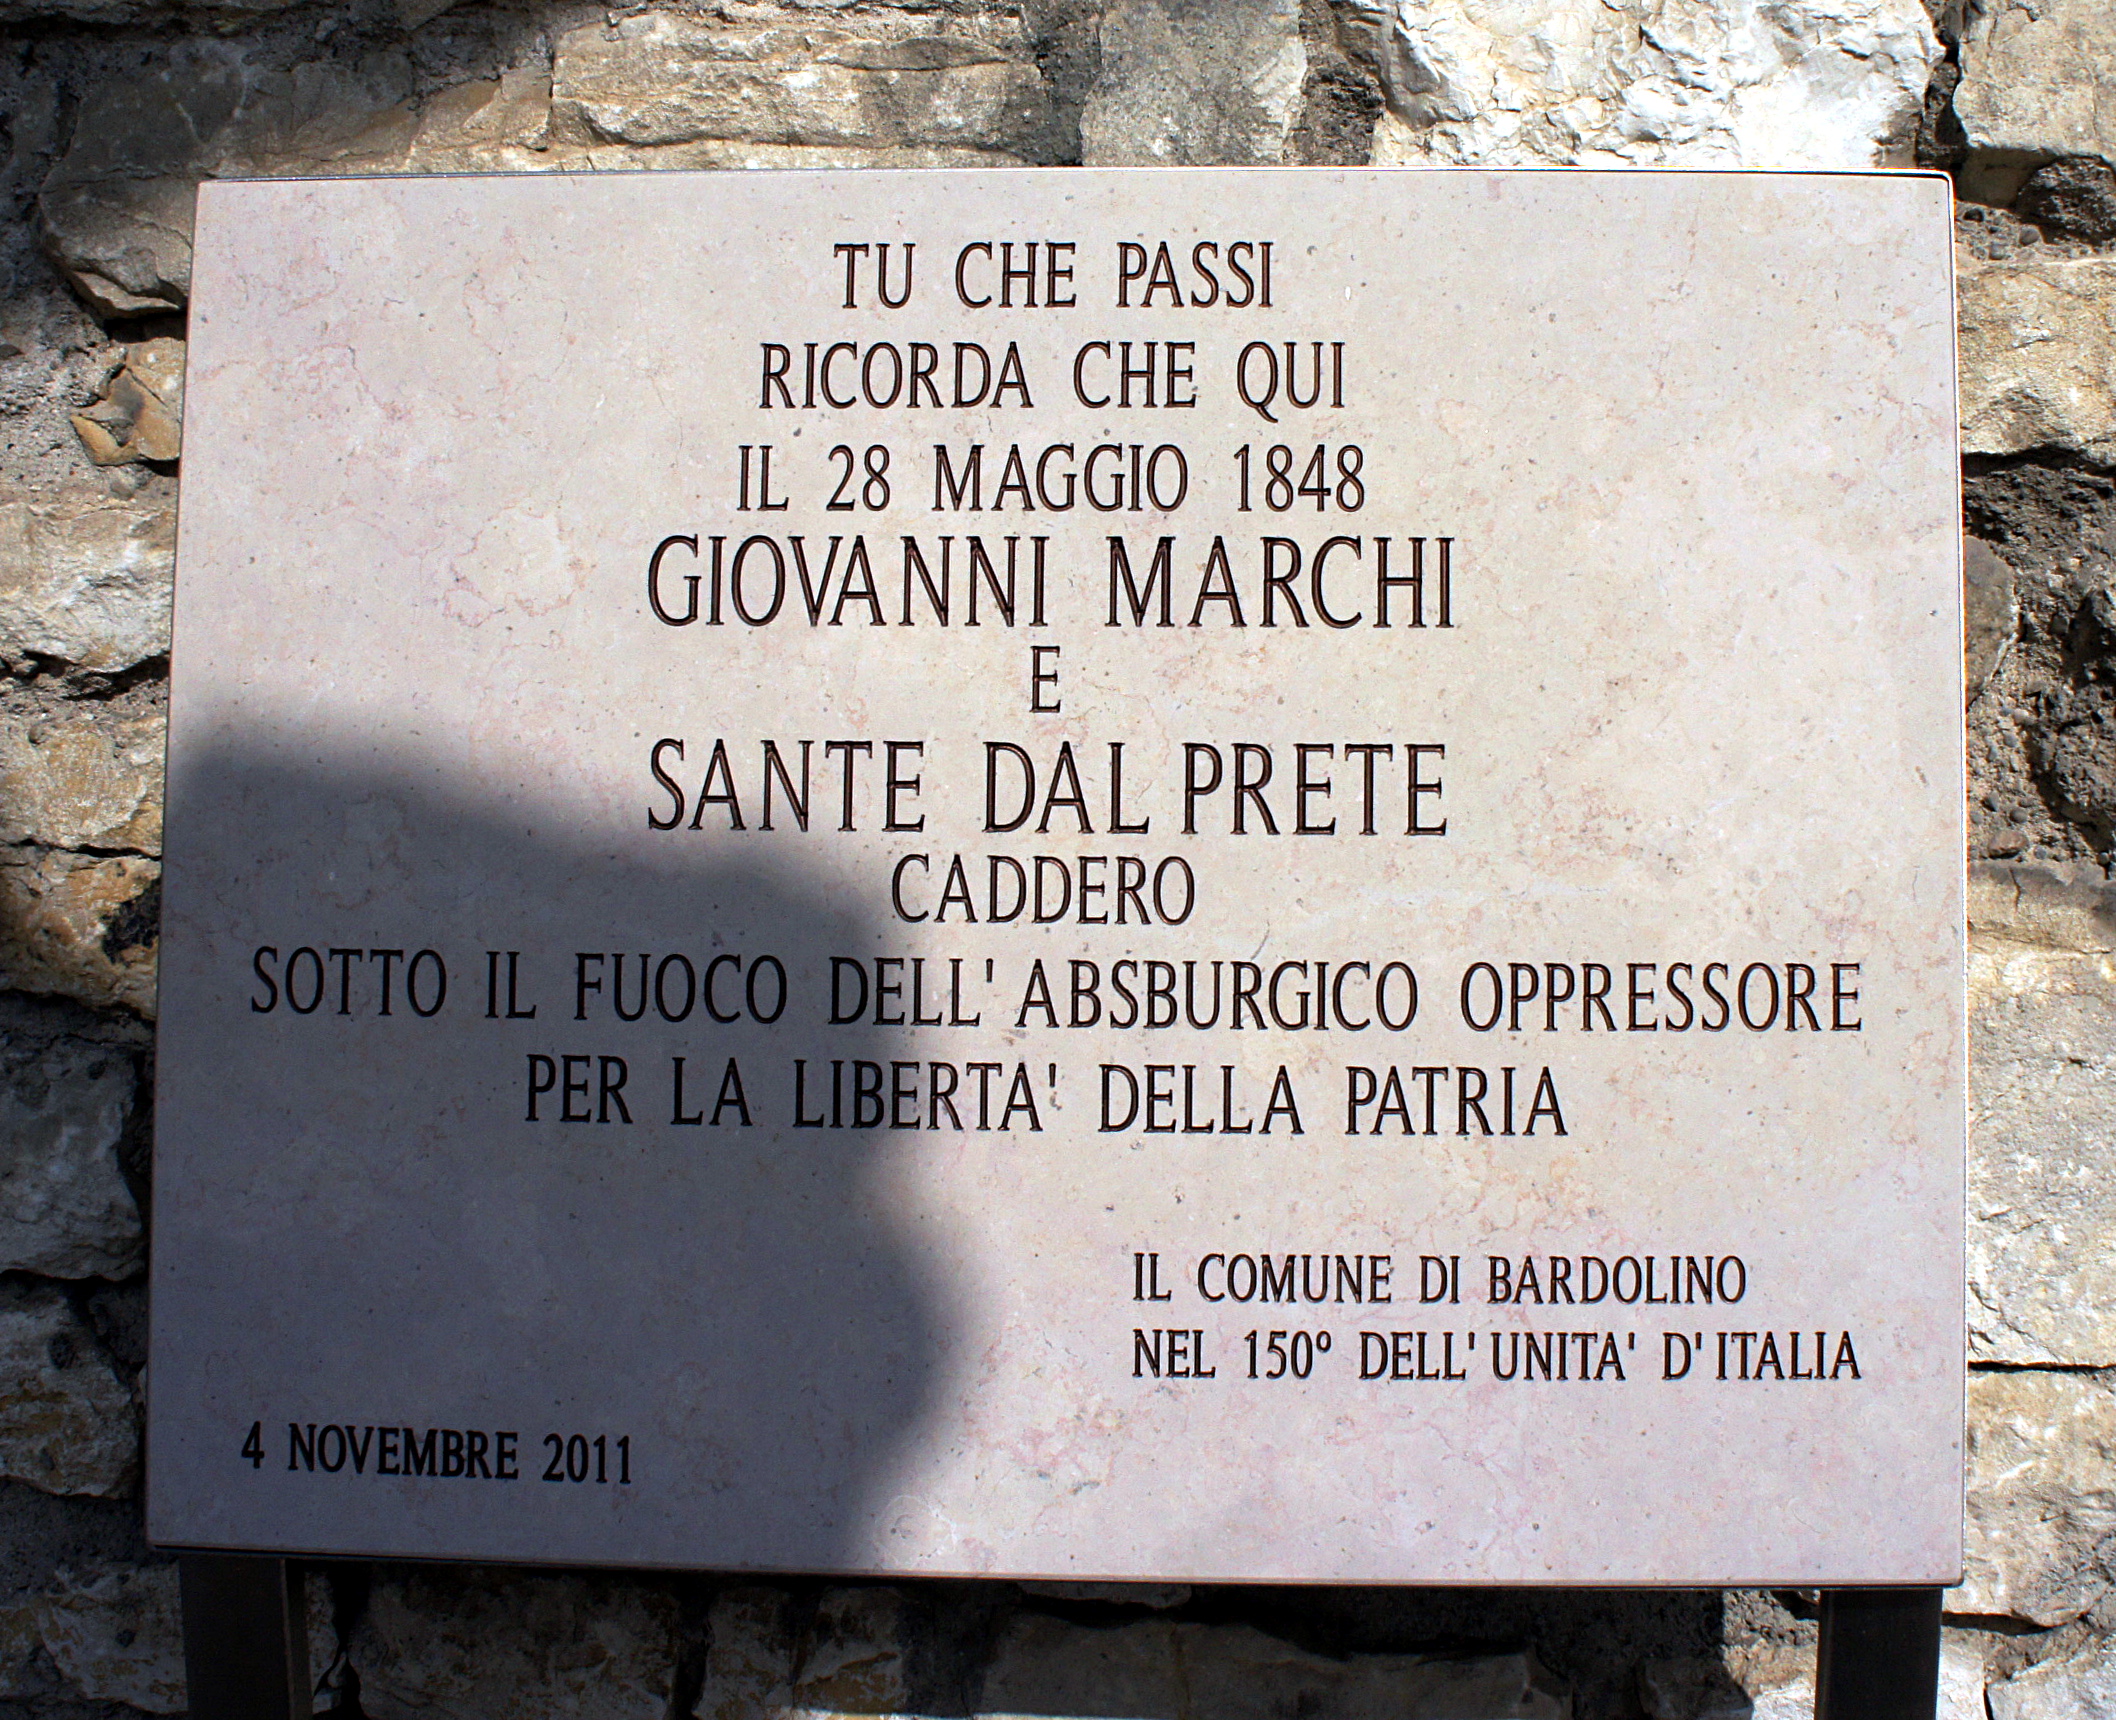 TU CHE PASSI
RICORDA CHE QUI
IL 28 MAGGIO 1848
GIOVANNI MARCHI
E
SANTE DAL PRETE
CADDERO
SOTTO IL FUOCO DELL'ABSBURGICO OPPRESSORE
PER LA LIBERTA' DELLA PATRIA
IL COMUNE DI BARDOLINO
NEL 150° DELL'UNITA' D'ITALIA
4 NOVEMBRE 2011